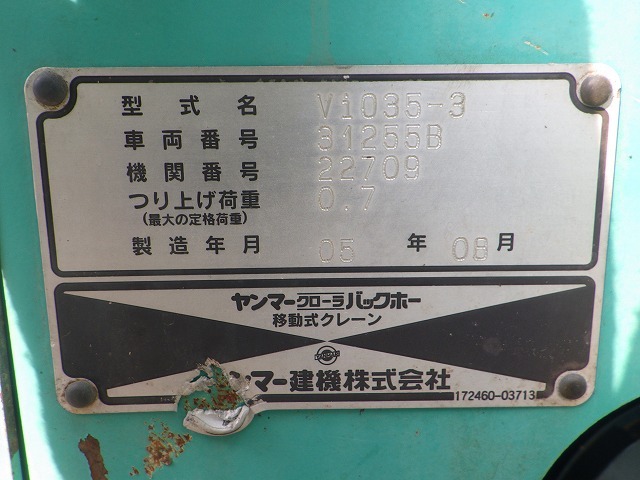 型式名 ViO35-3
車両番号 31255B
機関番号 22709
つり上げ荷重 0.7
(最大の定格荷重)
製造年月 05 年 08 月
ヤンマークローラバックホー
移動式クレーン
ヤンマー建機株式会社
172460-03713